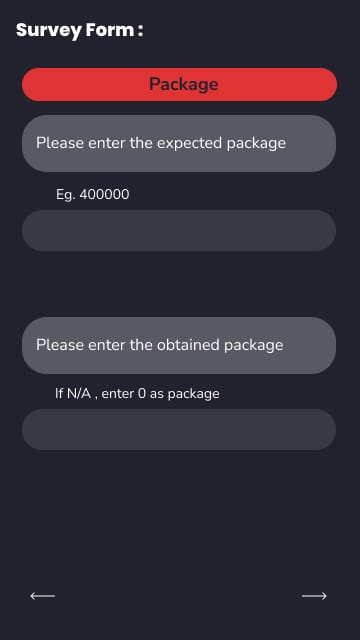 Survey Form :
Package
Please enter the expected package
Eg. 400000
Please enter the obtained package
If N/A , enter 0 as package